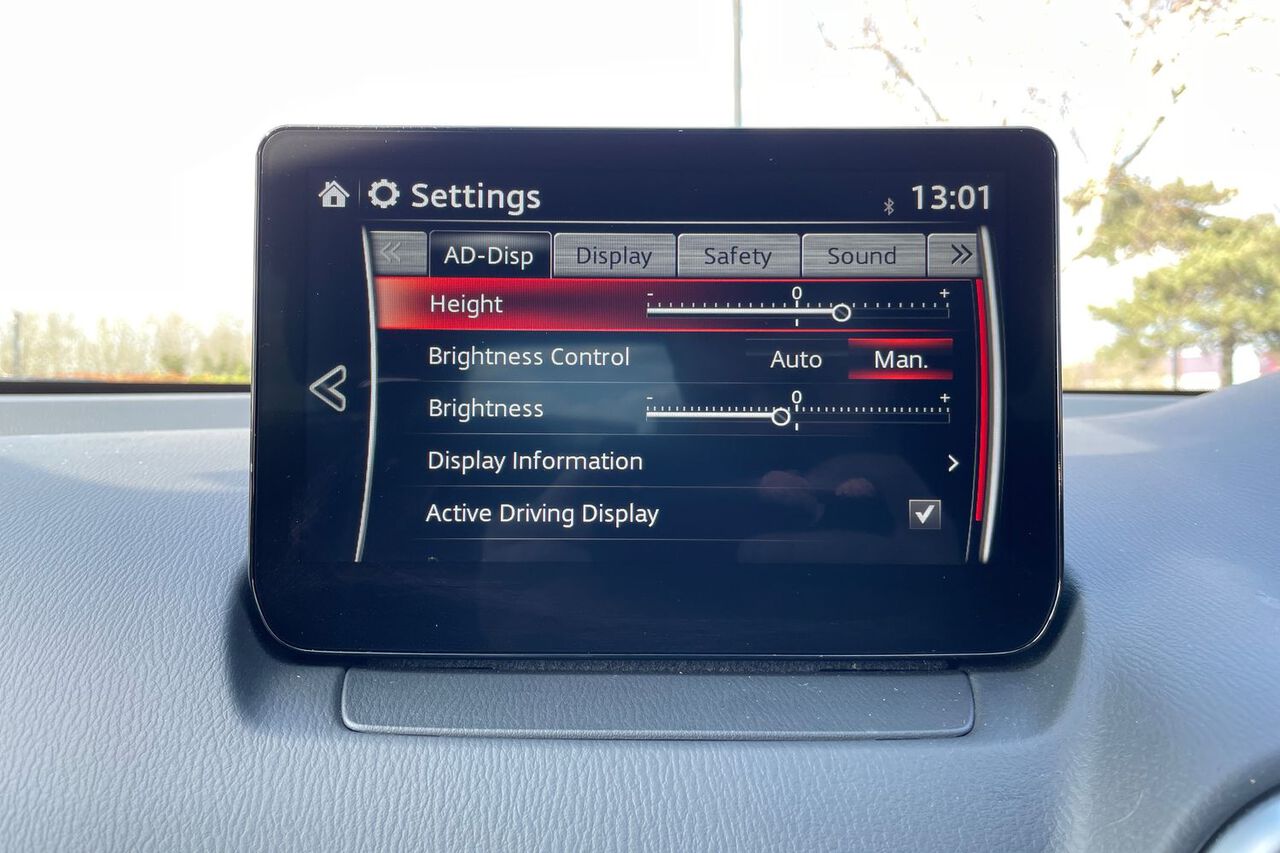 Settings 13:01
AD-Disp Display Safety Sound
Height - 0 +
Brightness Control Auto Man.
Brightness - 0 +
Display Information
Active Driving Display